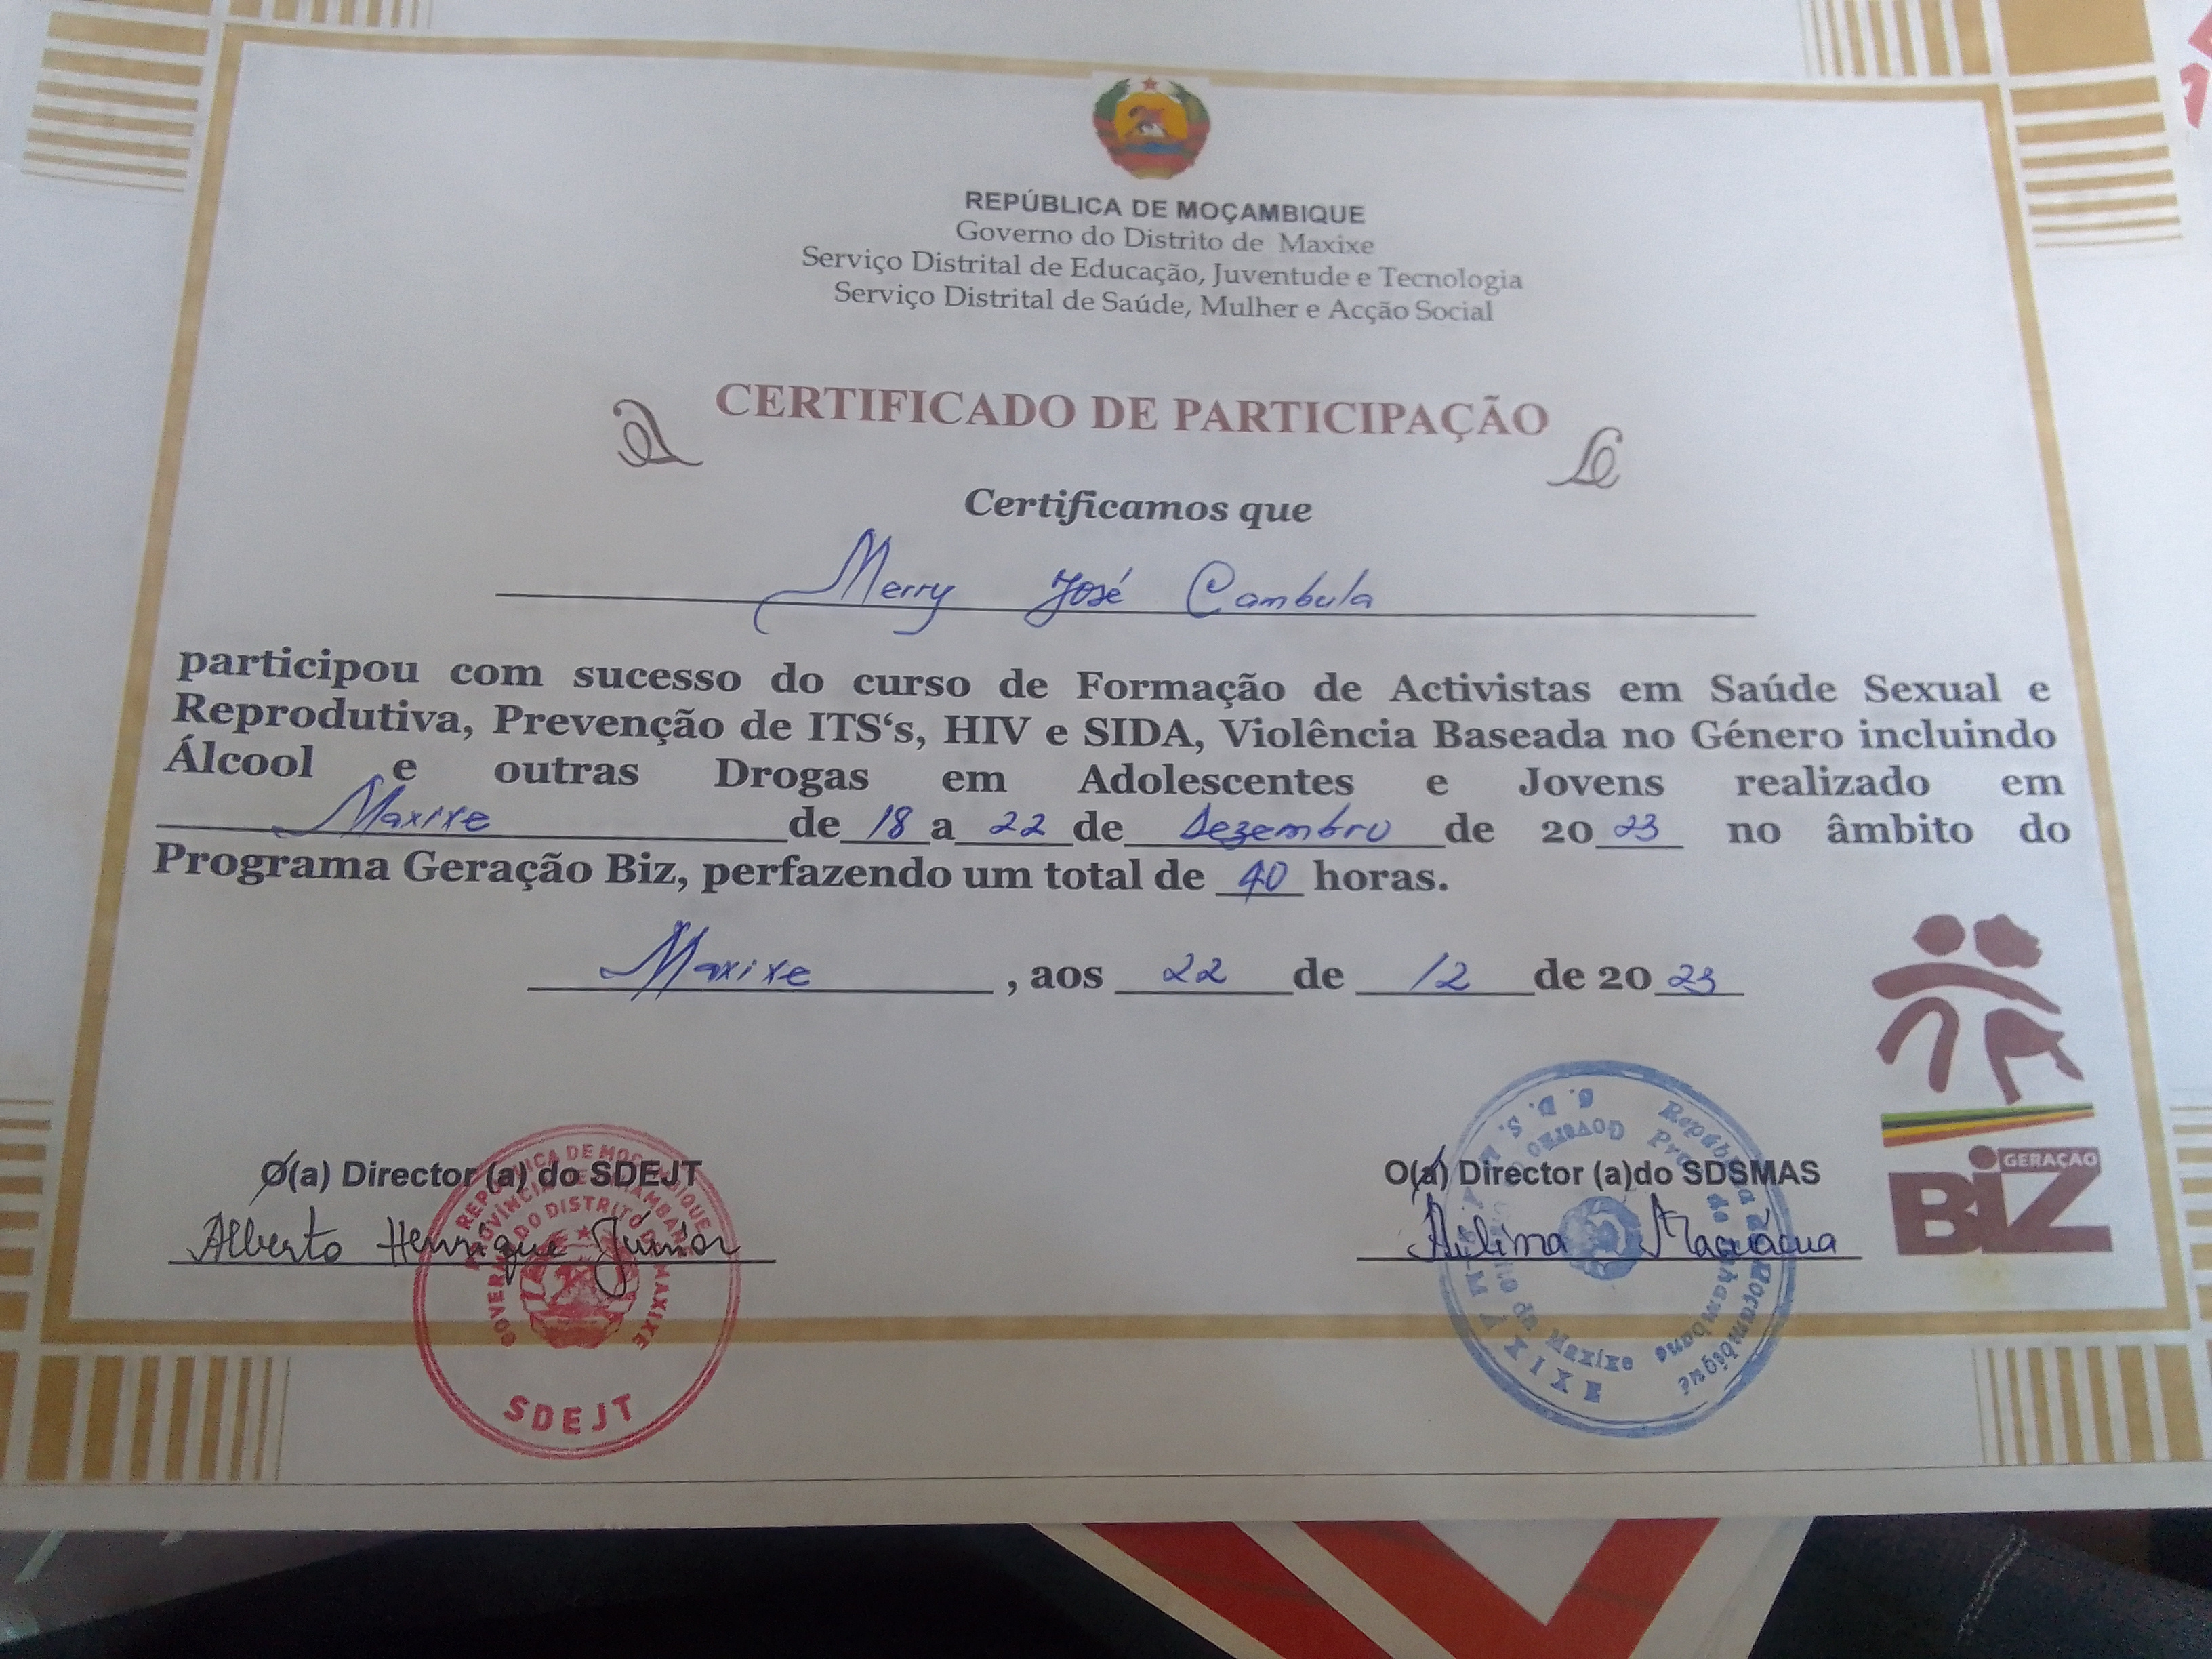 REPÚBLICA DE MOÇAMBIQUE
Governo do Distrito de Maxixe
Serviço Distrital de Educação, Juventude e Tecnologia
Serviço Distrital de Saúde, Mulher e Acção Social
CERTIFICADO DE PARTICIPAÇÃO
Certificamos que
Merry José Cambula
participou com sucesso do curso de Formação de Activistas em Saúde Sexual e
Reprodutiva, Prevenção de ITS‘s, HIV e SIDA, Violência Baseada no Género incluindo
Álcool e outras Drogas em Adolescentes e Jovens realizado em
Maxixe de 18 a 22 de Dezembro de 2023 no âmbito do
Programa Geração Biz, perfazendo um total de 40 horas.
Maxixe, aos 22 de 12 de 2023
O(a) Director (a) do SDEJT
Alberto Henrique Júnior
REPÚBLICA DE MOÇAMBIQUE
PROVÍNCIA DE INHAMBANE
GOVERNO DO DISTRITO DE MAXIXE
SDEJT
O(a) Director (a)do SDSMAS
República de Moçambique
de Inhambane
Governo
da Maxixe
MAXIXE
GERAÇÃO
BiZ